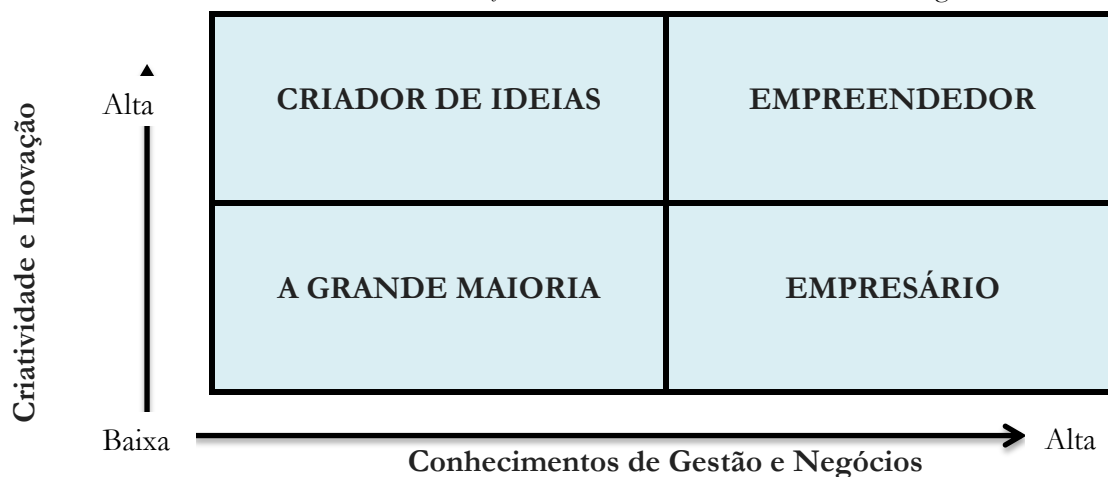 Alta
CRIADOR DE IDEIAS
EMPREENDEDOR
Criatividade e Inovação
A GRANDE MAIORIA
EMPRESÁRIO
Baixa
Alta
Conhecimentos de Gestão e Negócios